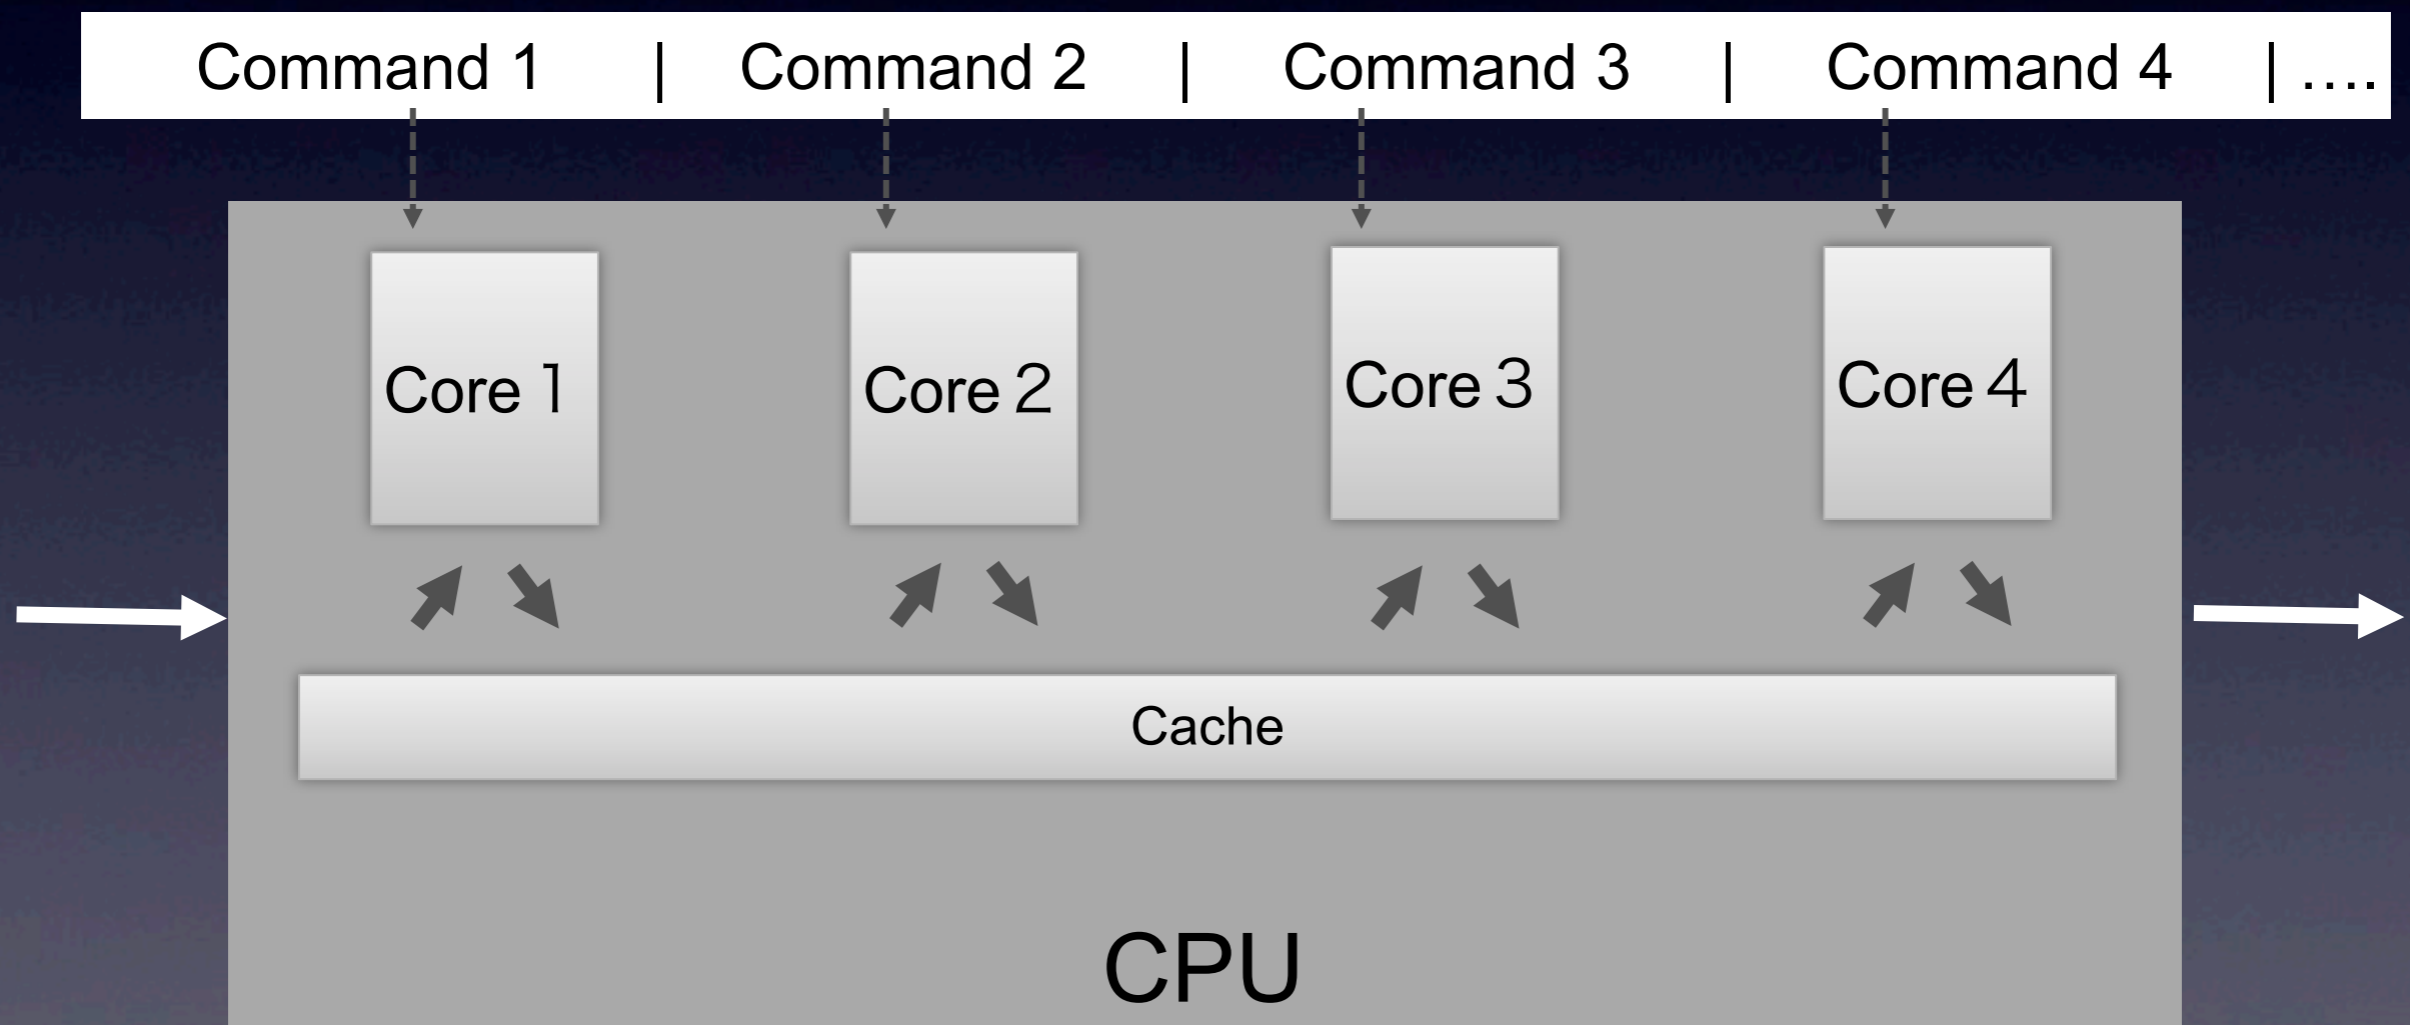 Command 1 | Command 2 | Command 3 | Command 4 | ....
Core 1
Core 2
Core 3
Core 4
Cache
CPU